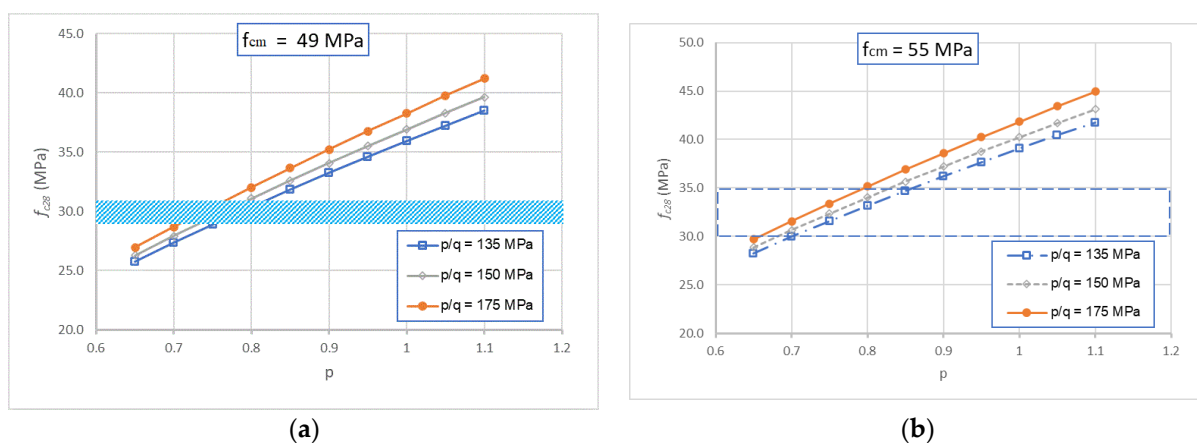 45.0
40.0
35.0
30.0
25.0
20.0
f_c28 (MPa)
fcm = 49 MPa
p/q = 135 MPa
p/q = 150 MPa
p/q = 175 MPa
0.6 0.7 0.8 0.9 1 1.1 1.2
p
(a)
50.0
45.0
40.0
35.0
30.0
25.0
20.0
f_c28 (MPa)
fcm = 55 MPa
p/q = 135 MPa
p/q = 150 MPa
p/q = 175 MPa
0.6 0.7 0.8 0.9 1 1.1 1.2
p
(b)